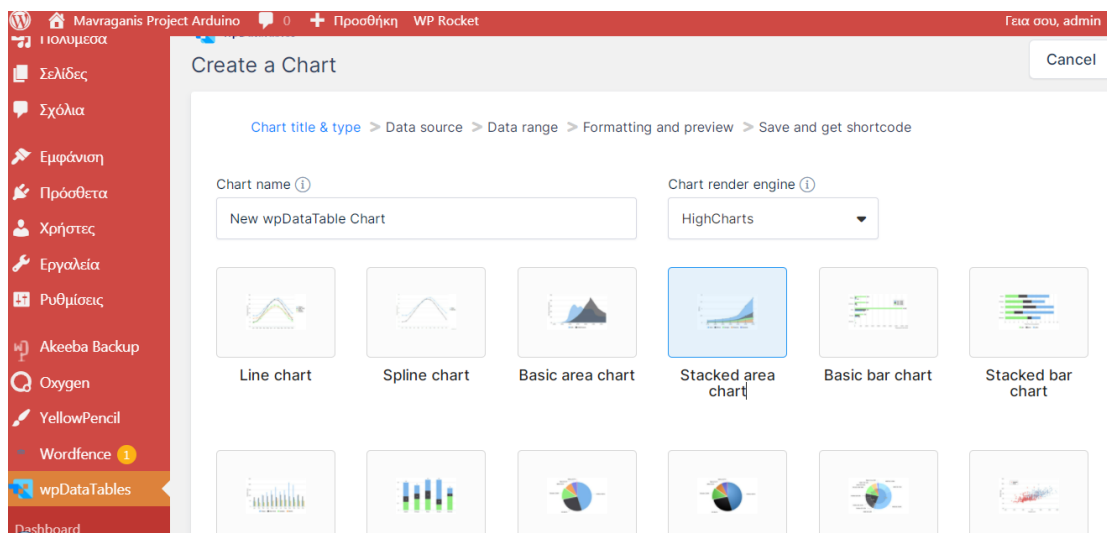 Mavraganis Project Arduino 0 + Προσθήκη WP Rocket Γεια σου, admin
Πολυμέσα
Σελίδες
Σχόλια
Εμφάνιση
Πρόσθετα
Χρήστες
Εργαλεία
Ρυθμίσεις
Akeeba Backup
Oxygen
YellowPencil
Wordfence 1
wpDataTables
Dashboard
Create a Chart
Cancel
Chart title & type > Data source > Data range > Formatting and preview > Save and get shortcode
Chart name
Chart render engine
New wpDataTable Chart
HighCharts
Line chart
Spline chart
Basic area chart
Stacked area
chart
Basic bar chart
Stacked bar
chart